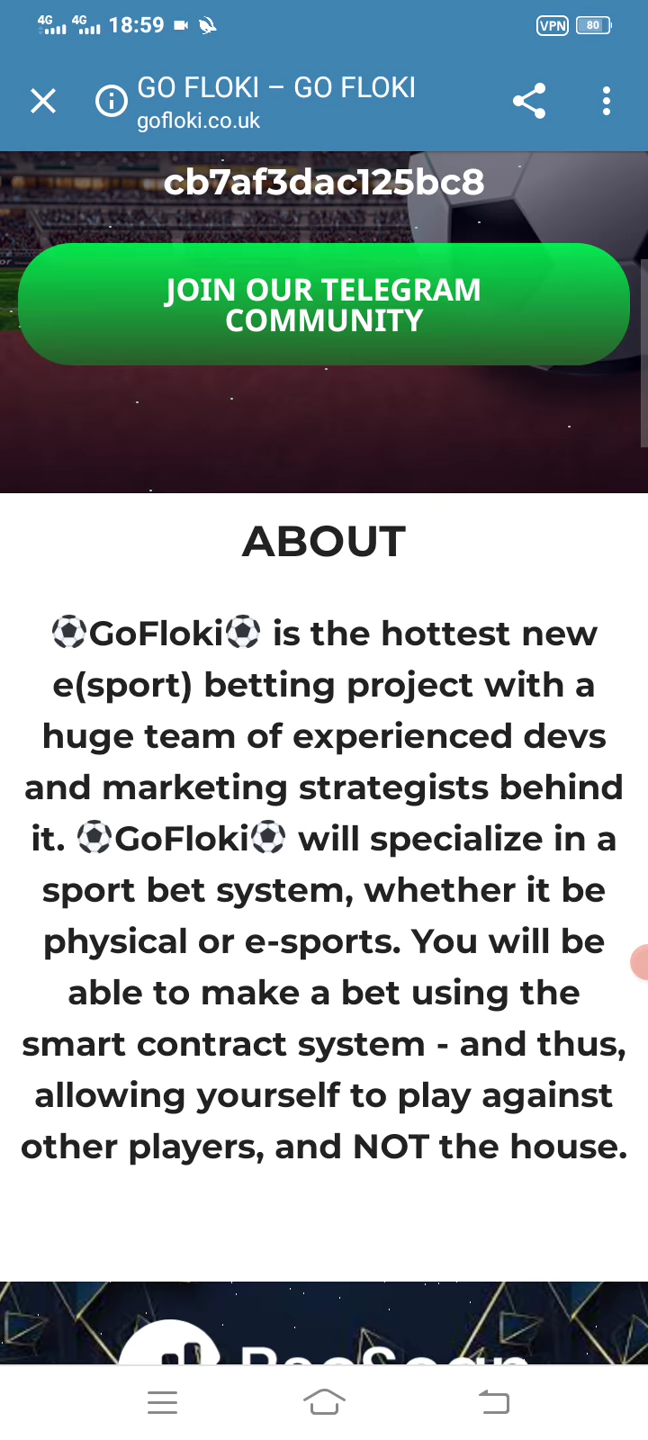 4G 4G 18:59 VPN 80
GO FLOKI – GO FLOKI
gofloki.co.uk
cb7af3dac125bc8
JOIN OUR TELEGRAM
COMMUNITY
ABOUT
⚽GoFloki⚽ is the hottest new
e(sport) betting project with a
huge team of experienced devs
and marketing strategists behind
it. ⚽GoFloki⚽ will specialize in a
sport bet system, whether it be
physical or e-sports. You will be
able to make a bet using the
smart contract system - and thus,
allowing yourself to play against
other players, and NOT the house.